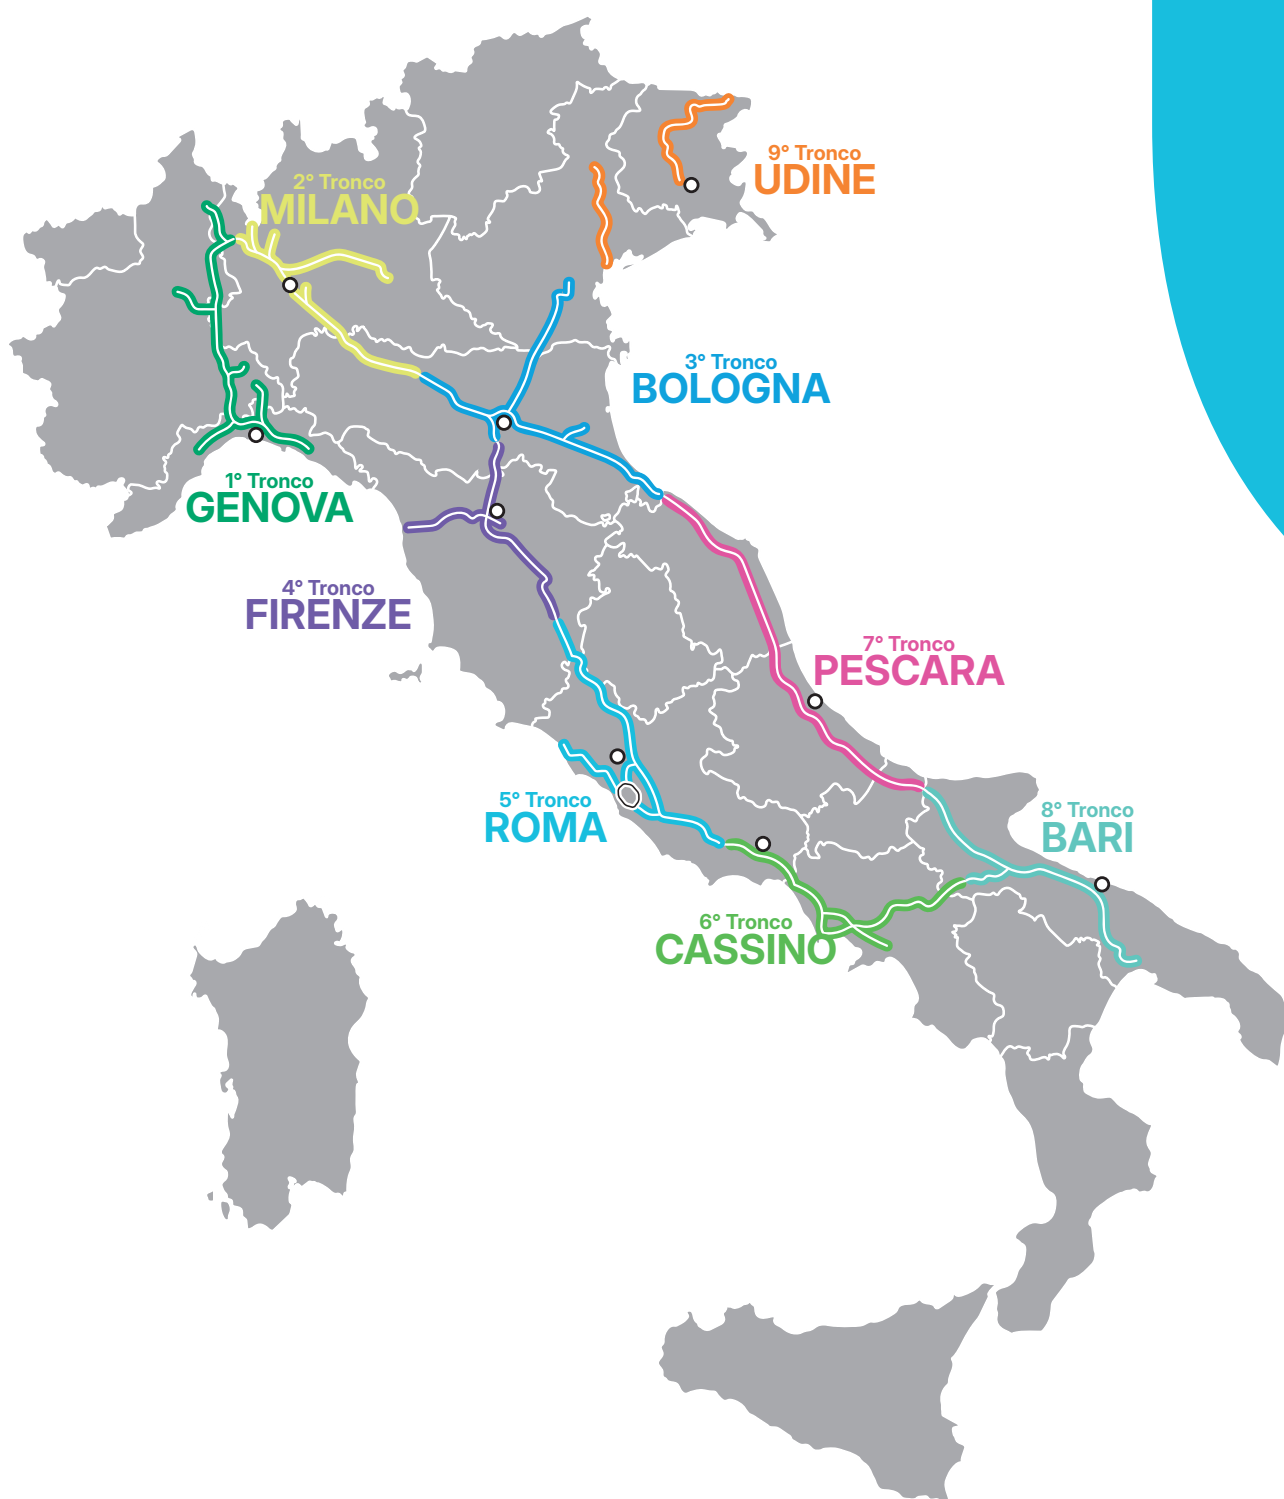 9° Tronco
UDINE
2° Tronco
MILANO
3° Tronco
BOLOGNA
1° Tronco
GENOVA
4° Tronco
FIRENZE
7° Tronco
PESCARA
5° Tronco
ROMA
8° Tronco
BARI
6° Tronco
CASSINO